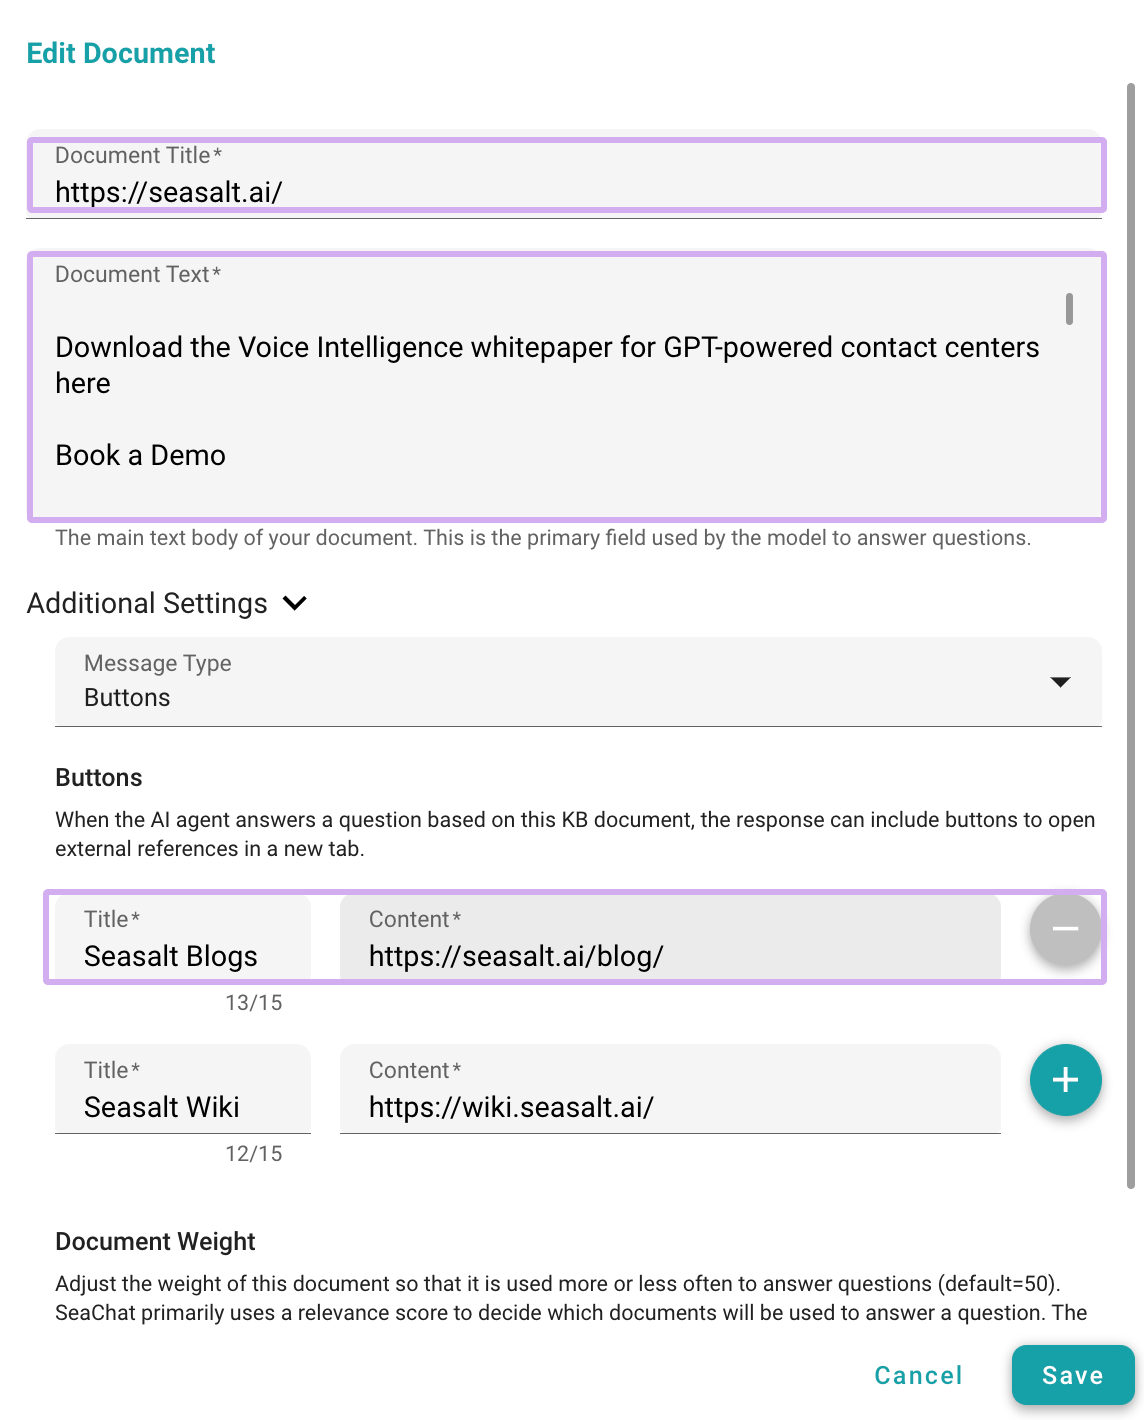 Edit Document
Document Title*
https://seasalt.ai/
Document Text*
Download the Voice Intelligence whitepaper for GPT-powered contact centers
here
Book a Demo
The main text body of your document. This is the primary field used by the model to answer questions.
Additional Settings
Message Type
Buttons
Buttons
When the AI agent answers a question based on this KB document, the response can include buttons to open
external references in a new tab.
Title* Content*
Seasalt Blogs https://seasalt.ai/blog/
13/15
Title* Content*
Seasalt Wiki https://wiki.seasalt.ai/
12/15
Document Weight
Adjust the weight of this document so that it is used more or less often to answer questions (default=50).
SeaChat primarily uses a relevance score to decide which documents will be used to answer a question. The
Cancel Save